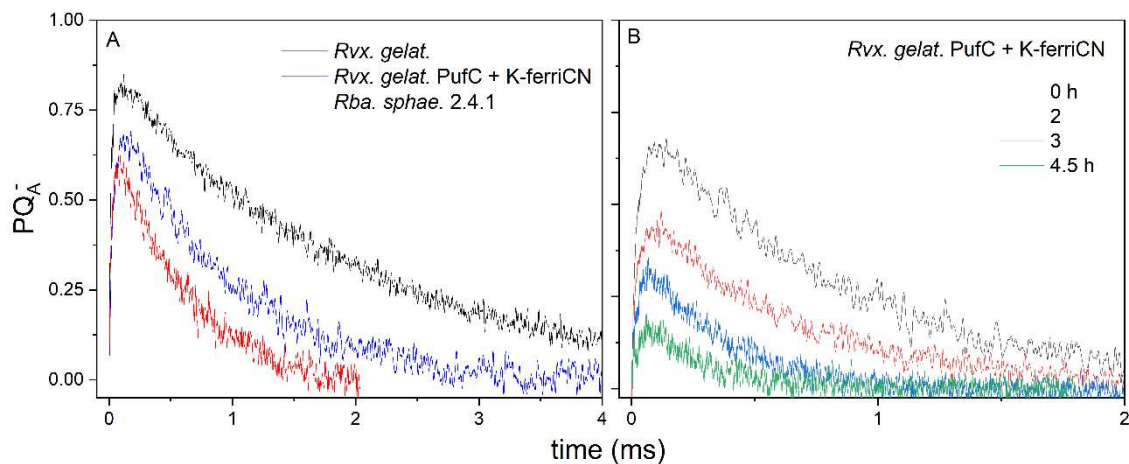 A
Rvx. gelat.
Rvx. gelat. PufC + K-ferriCN
Rba. sphae. 2.4.1
B
Rvx. gelat. PufC + K-ferriCN
0 h
2
3
4.5 h
1.00
0.75
0.50
0.25
0.00
PQA-
0 1 2 3 4
0 1 2
time (ms)